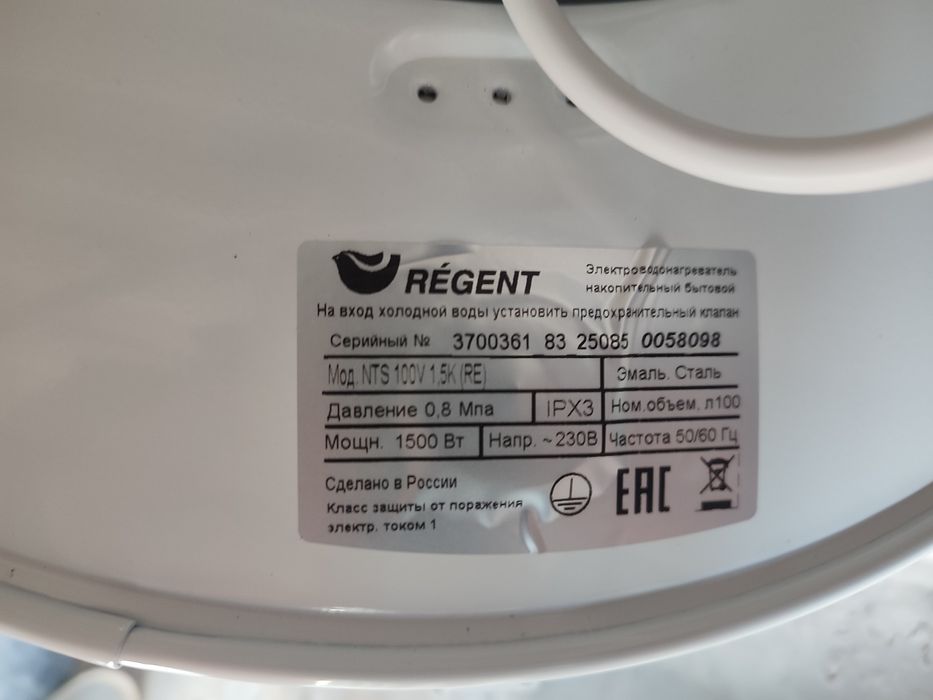 RÉGENT
Электроводонагреватель
накопительный бытовой
На вход холодной воды установить предохранительный клапан
Серийный № 3700361 83 25085 0058098
Мод. NTS 100V 1,5K (RE) Эмаль. Сталь
Давление 0,8 Мпа IPX3 Ном.объем. л100
Мощн. 1500 Вт Напр. ~230В Частота 50/60 Гц
Сделано в России
Класс защиты от поражения
электр. током 1
EAC